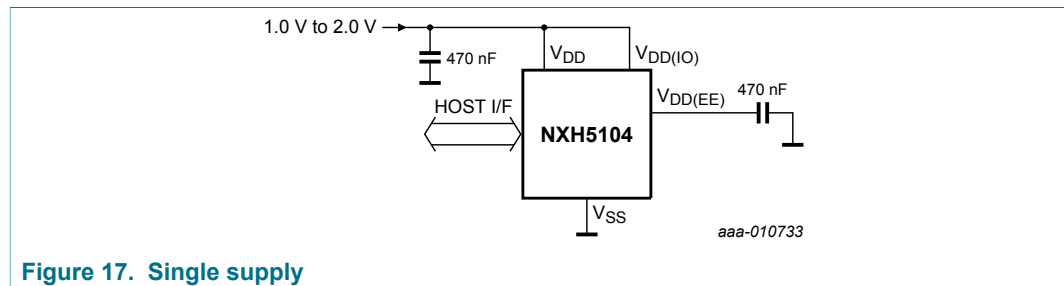 1.0 V to 2.0 V
470 nF
VDD
VDD(IO)
HOST I/F
VDD(EE)
470 nF
NXH5104
VSS
aaa-010733
Figure 17. Single supply